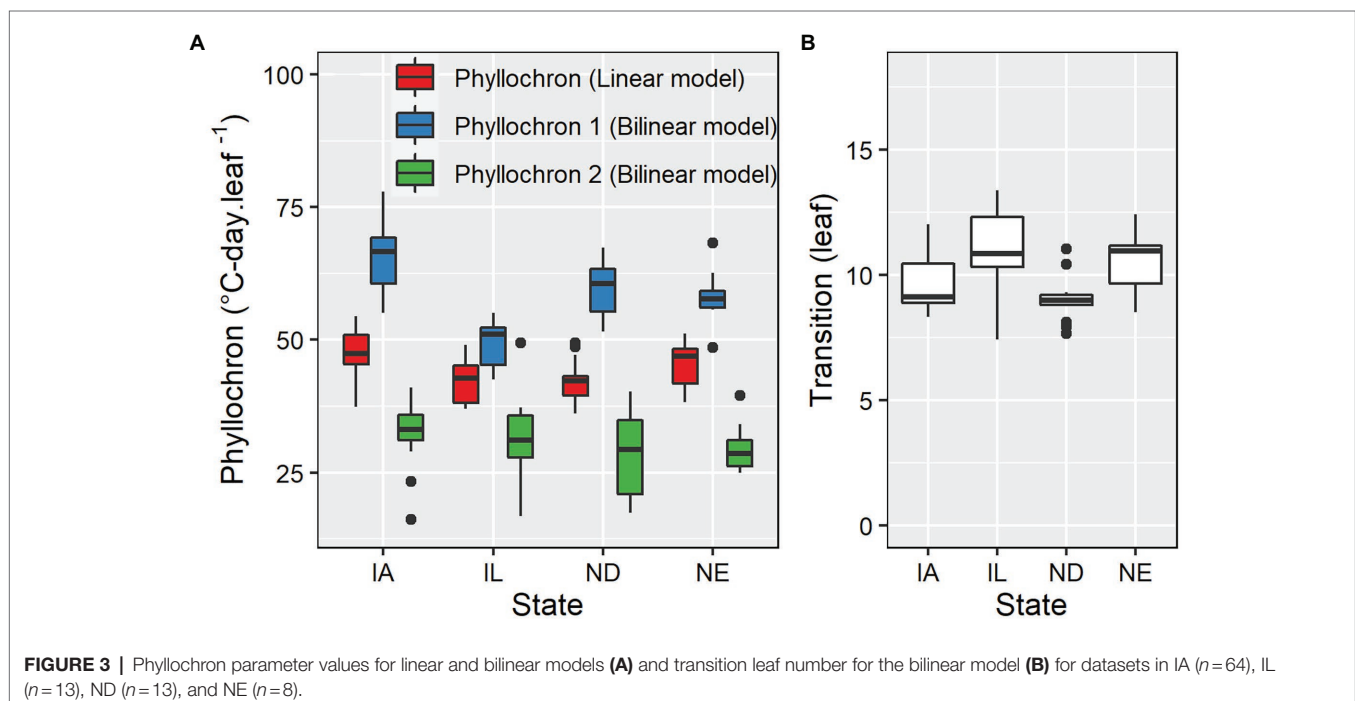 A
Phyllochron (°C-day.leaf ⁻¹)
100
75
50
25
Phyllochron (Linear model)
Phyllochron 1 (Bilinear model)
Phyllochron 2 (Bilinear model)
IA IL ND NE
State
B
Transition (leaf)
15
10
5
0
IA IL ND NE
State
FIGURE 3 | Phyllochron parameter values for linear and bilinear models (A) and transition leaf number for the bilinear model (B) for datasets in IA (n=64), IL
(n=13), ND (n=13), and NE (n=8).